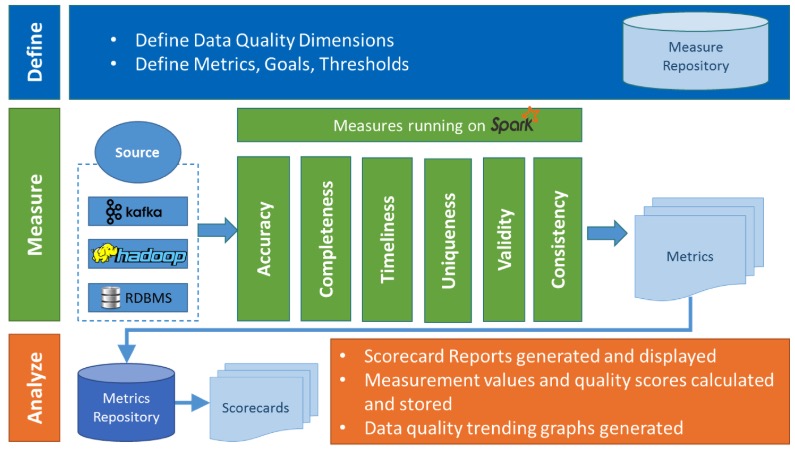 Define
• Define Data Quality Dimensions
• Define Metrics, Goals, Thresholds
Measure
Repository
Measure
Source
kafka
hadoop
RDBMS
Measures running on Spark
Accuracy
Completeness
Timeliness
Uniqueness
Validity
Consistency
Metrics
Analyze
Metrics
Repository
Scorecards
• Scorecard Reports generated and displayed
• Measurement values and quality scores calculated
and stored
• Data quality trending graphs generated